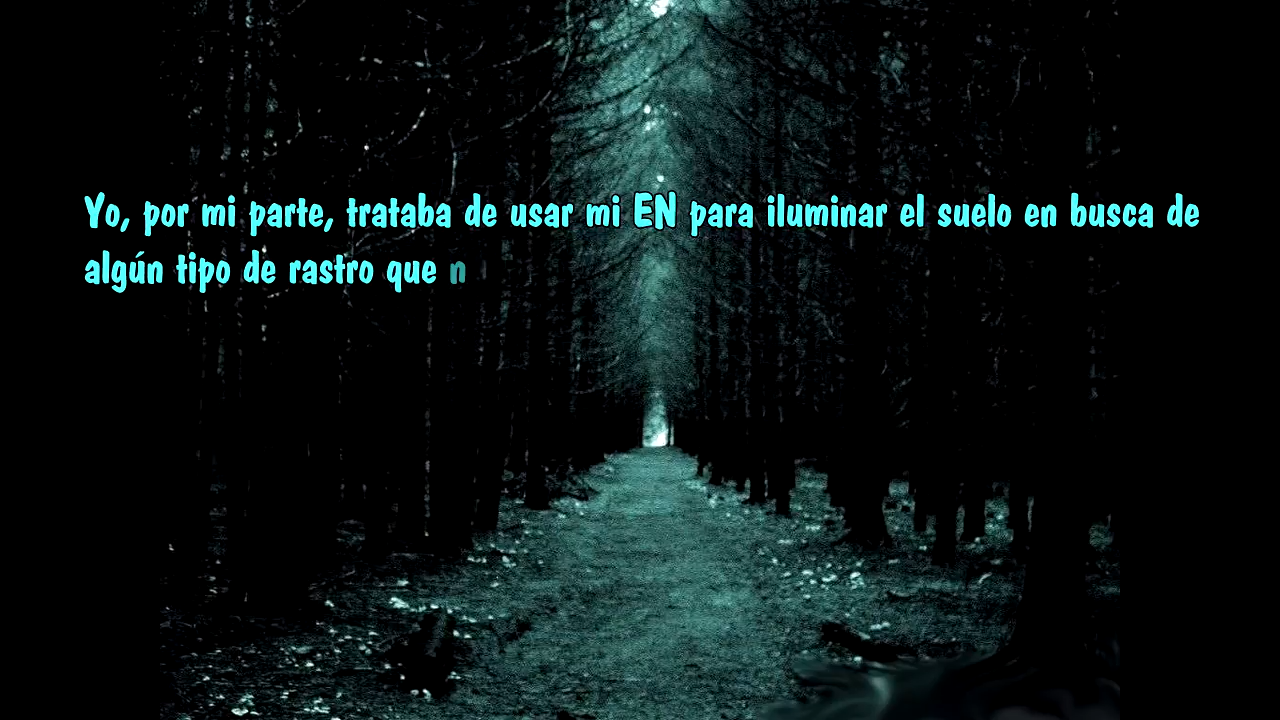 Yo, por mi parte, trataba de usar mi EN para iluminar el suelo en busca de
algún tipo de rastro que n